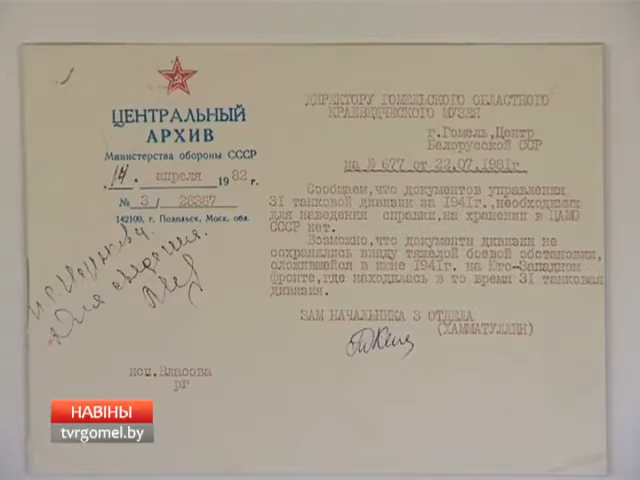 ЦЕНТРАЛЬНЫЙ
АРХИВ
Министерства обороны СССР
14. апреля 1982 г.
№ 3/ 28367
142100, г. Подольск, Моск. обл.
ДИРЕКТОРУ ГОМЕЛЬСКОГО ОБЛАСТНОГО
КРАЕВЕДЧЕСКОГО МУЗЕЯ
г.Гомель,Центр
Белорусской ССР
на № 677 от 22.07.1981г
Сообщаем,что документов управления
31 танковой дивизии за 1941г.,необходимых
для наведения справки,на хранении в ЦАМО
СССР нет.
Возможно,что документы дивизии не
сохранились ввиду тяжелой боевой обстановки,
сложившейся в июне 1941г. на Юго-Западном
фронте,где находилась в то время 31 танковая
дивизия.
ЗАМ НАЧАЛЬНИКА 3 ОТДЕЛА
(ХАММАТУЛЛИН)
Для сведения.
исп.Власова
рг
НАВІНЫ
tvrgomel.by